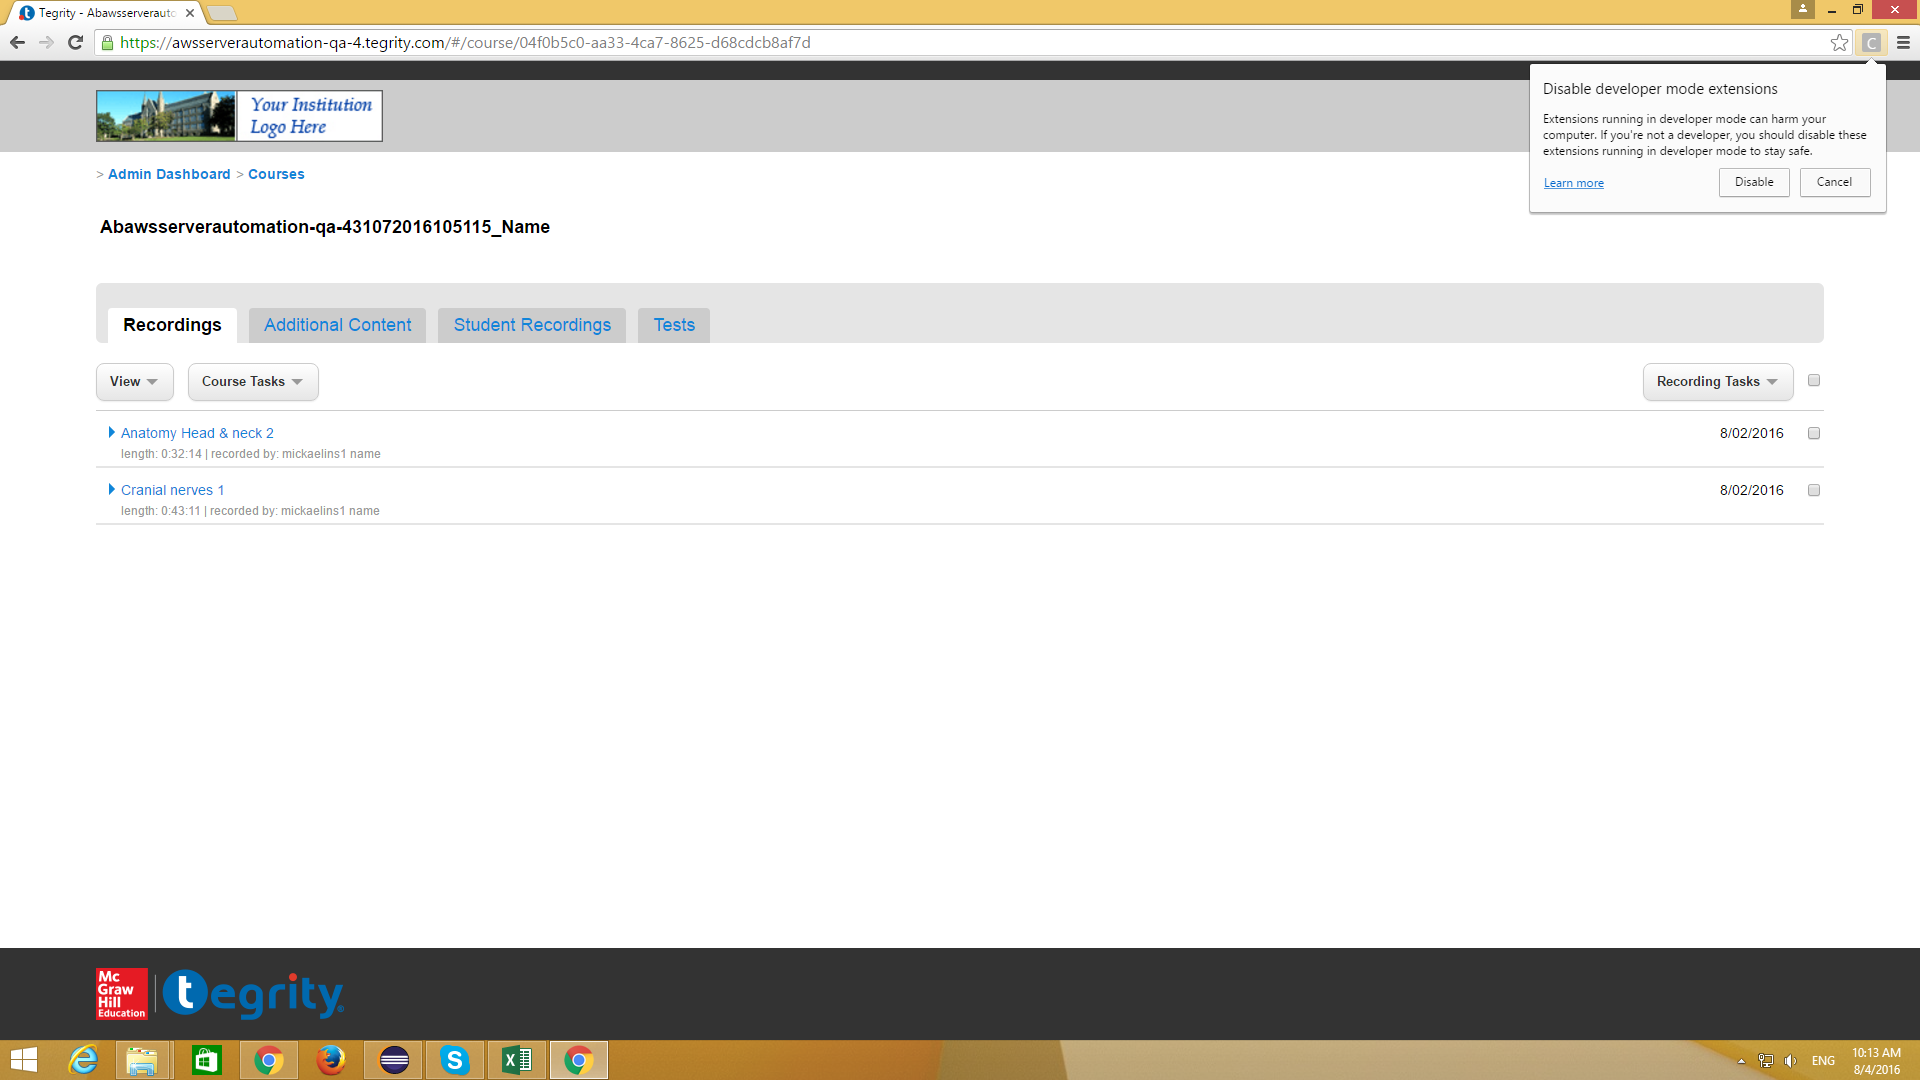 Tegrity - Abawsserverauto
https://awsserverautomation-qa-4.tegrity.com/#/course/04f0b5c0-aa33-4ca7-8625-d68cdcb8af7d
C
Disable developer mode extensions
Extensions running in developer mode can harm your
computer. If you're not a developer, you should disable these
extensions running in developer mode to stay safe.
Learn more
Disable
Cancel
Your Institution
Logo Here
> Admin Dashboard > Courses
Abawsserverautomation-qa-431072016105115_Name
Recordings
Additional Content
Student Recordings
Tests
View
Course Tasks
Recording Tasks
Anatomy Head & neck 2
8/02/2016
length: 0:32:14 | recorded by: mickaelins1 name
Cranial nerves 1
8/02/2016
length: 0:43:11 | recorded by: mickaelins1 name
Mc
Graw
Hill
Education
tegrity
ENG
10:13 AM
8/4/2016